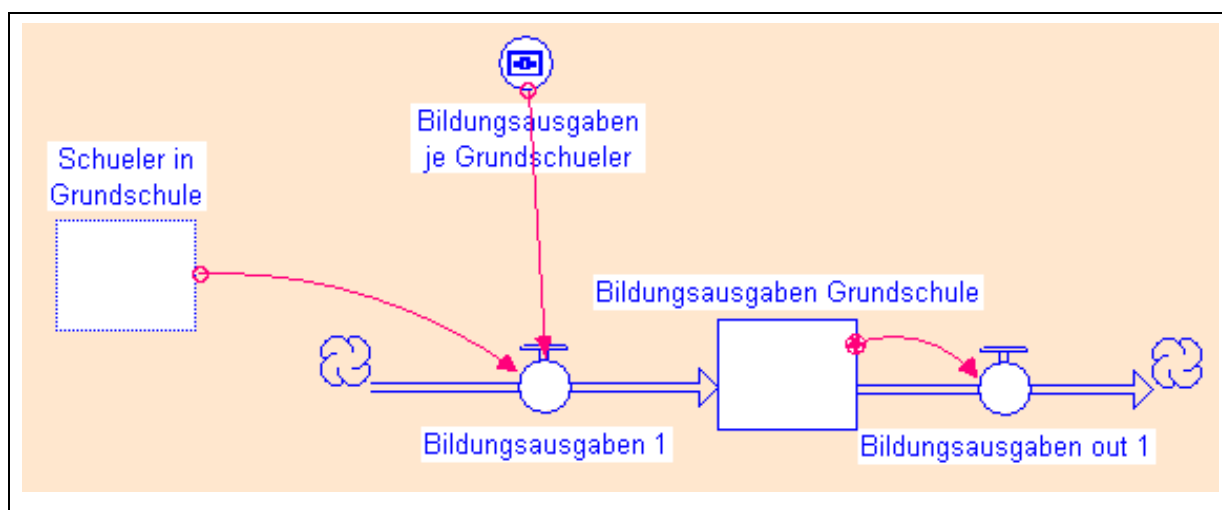 Bildungsausgaben
je Grundschueler
Schueler in
Grundschule
Bildungsausgaben Grundschule
Bildungsausgaben 1
Bildungsausgaben out 1